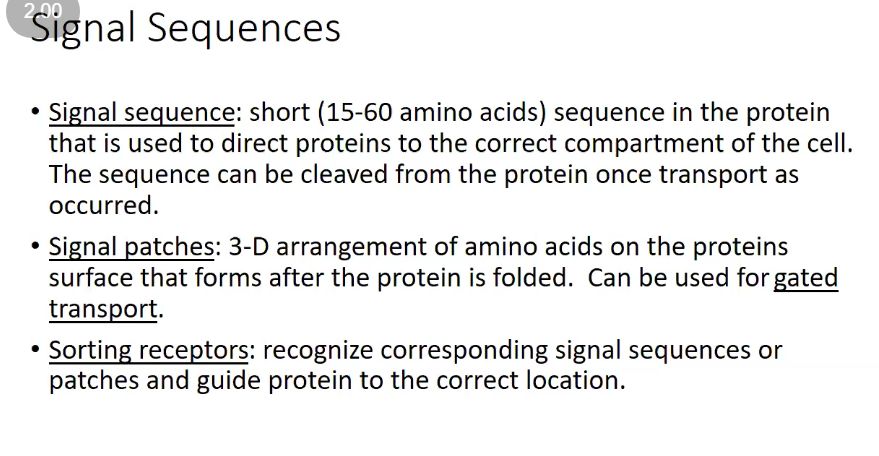 2.00
Signal Sequences
• Signal sequence: short (15-60 amino acids) sequence in the protein
that is used to direct proteins to the correct compartment of the cell.
The sequence can be cleaved from the protein once transport as
occurred.
• Signal patches: 3-D arrangement of amino acids on the proteins
surface that forms after the protein is folded.  Can be used for gated
transport.
• Sorting receptors: recognize corresponding signal sequences or
patches and guide protein to the correct location.